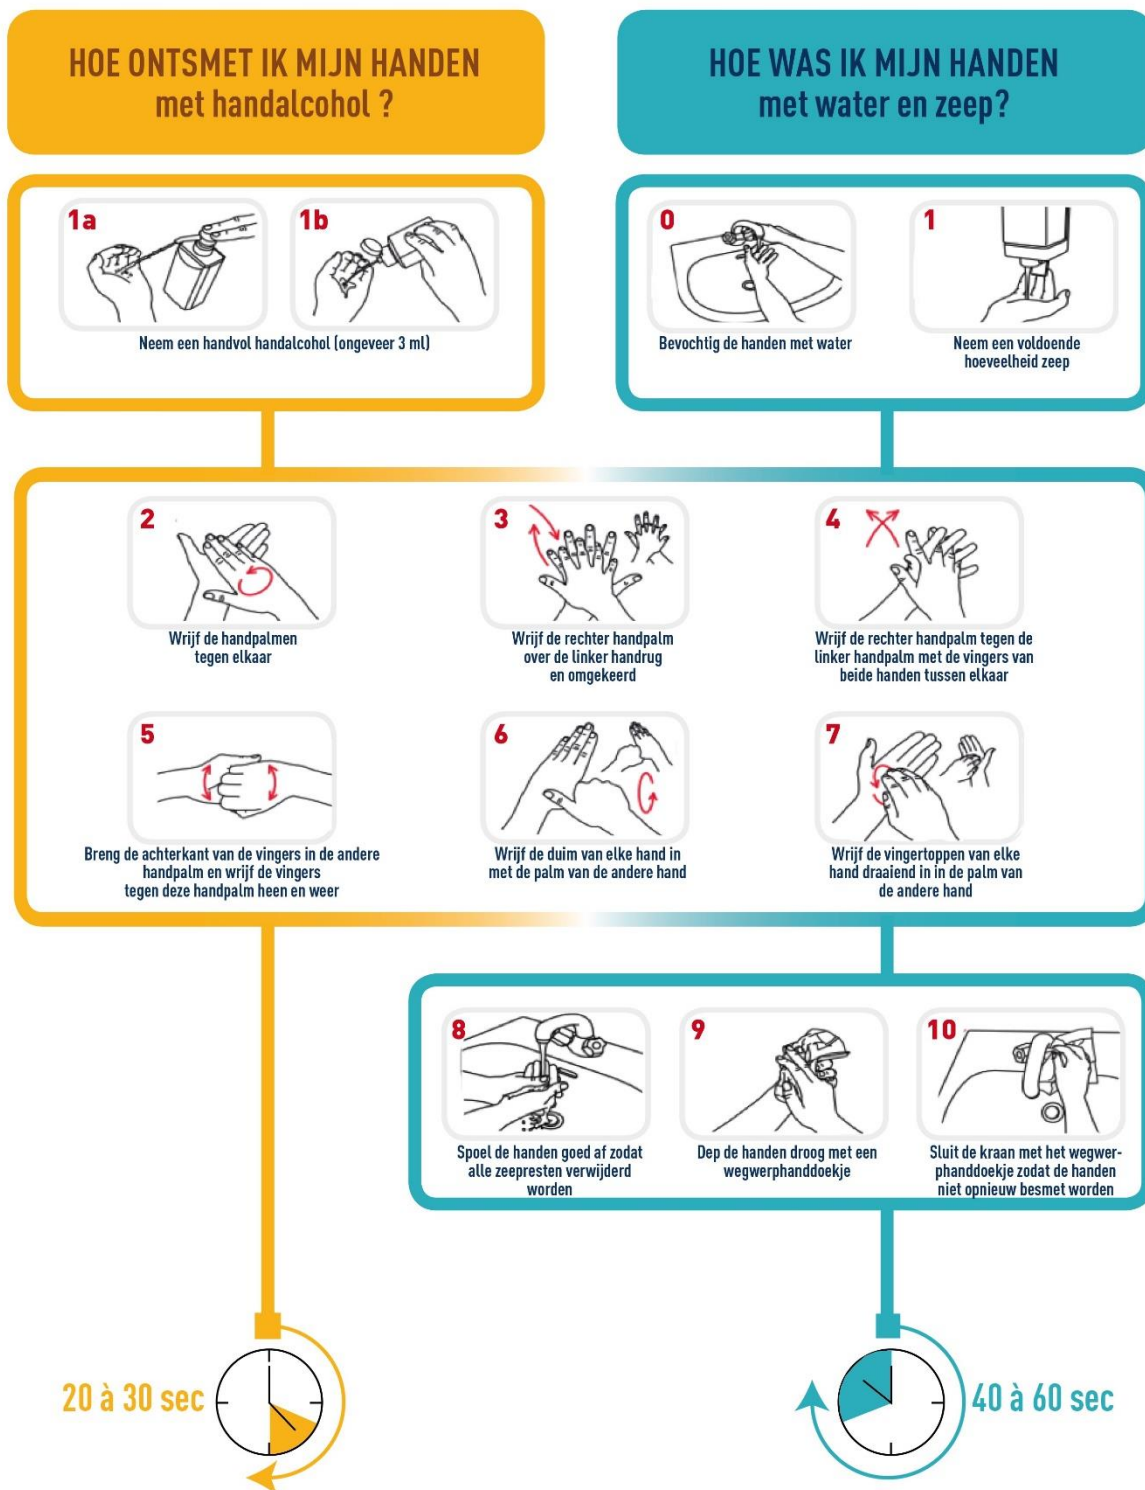 HOE ONTSMET IK MIJN HANDEN
met handalcohol ?
HOE WAS IK MIJN HANDEN
met water en zeep?
1a
1b
Neem een handvol handalcohol (ongeveer 3 ml)
0
Bevochtig de handen met water
1
Neem een voldoende
hoeveelheid zeep
2
Wrijf de handpalmen
tegen elkaar
3
Wrijf de rechter handpalm
over de linker handrug
en omgekeerd
4
Wrijf de rechter handpalm tegen de
linker handpalm met de vingers van
beide handen tussen elkaar
5
Breng de achterkant van de vingers in de andere
handpalm en wrijf de vingers
tegen deze handpalm heen en weer
6
Wrijf de duim van elke hand in
met de palm van de andere hand
7
Wrijf de vingertoppen van elke
hand draaiend in in de palm van
de andere hand
8
Spoel de handen goed af zodat
alle zeepresten verwijderd
worden
9
Dep de handen droog met een
wegwerphanddoekje
10
Sluit de kraan met het wegwer-
phanddoekje zodat de handen
niet opnieuw besmet worden
20 à 30 sec
40 à 60 sec